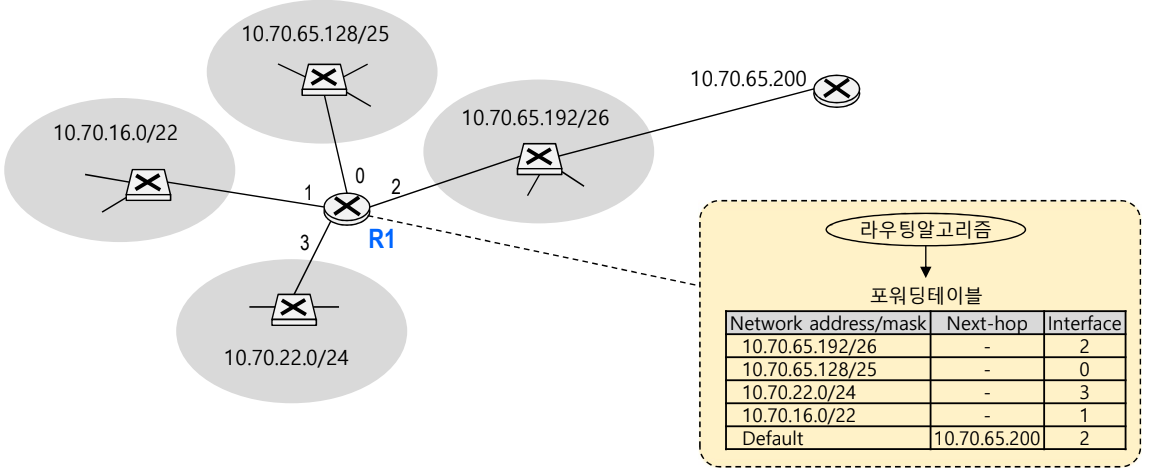 10.70.65.128/25
10.70.65.200
10.70.65.192/26
10.70.16.0/22
0
1
2
R1
3
10.70.22.0/24
라우팅알고리즘
포워딩테이블
Network address/mask Next-hop Interface
10.70.65.192/26 - 2
10.70.65.128/25 - 0
10.70.22.0/24 - 3
10.70.16.0/22 - 1
Default 10.70.65.200 2